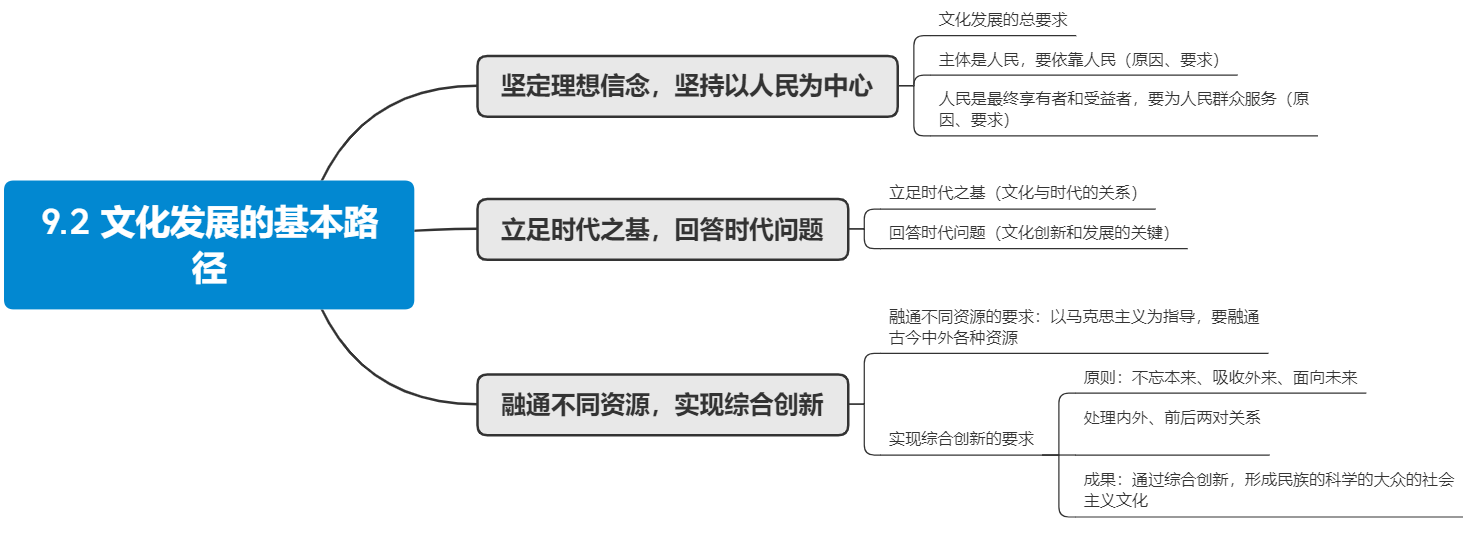 9.2 文化发展的基本路
径
坚定理想信念，坚持以人民为中心
文化发展的总要求
主体是人民，要依靠人民（原因、要求）
人民是最终享有者和受益者，要为人民群众服务（原
因、要求）
立足时代之基，回答时代问题
立足时代之基（文化与时代的关系）
回答时代问题（文化创新和发展的关键）
融通不同资源，实现综合创新
融通不同资源的要求：以马克思主义为指导，要融通
古今中外各种资源
实现综合创新的要求
原则：不忘本来、吸收外来、面向未来
处理内外、前后两对关系
成果：通过综合创新，形成民族的科学的大众的社会
主义文化